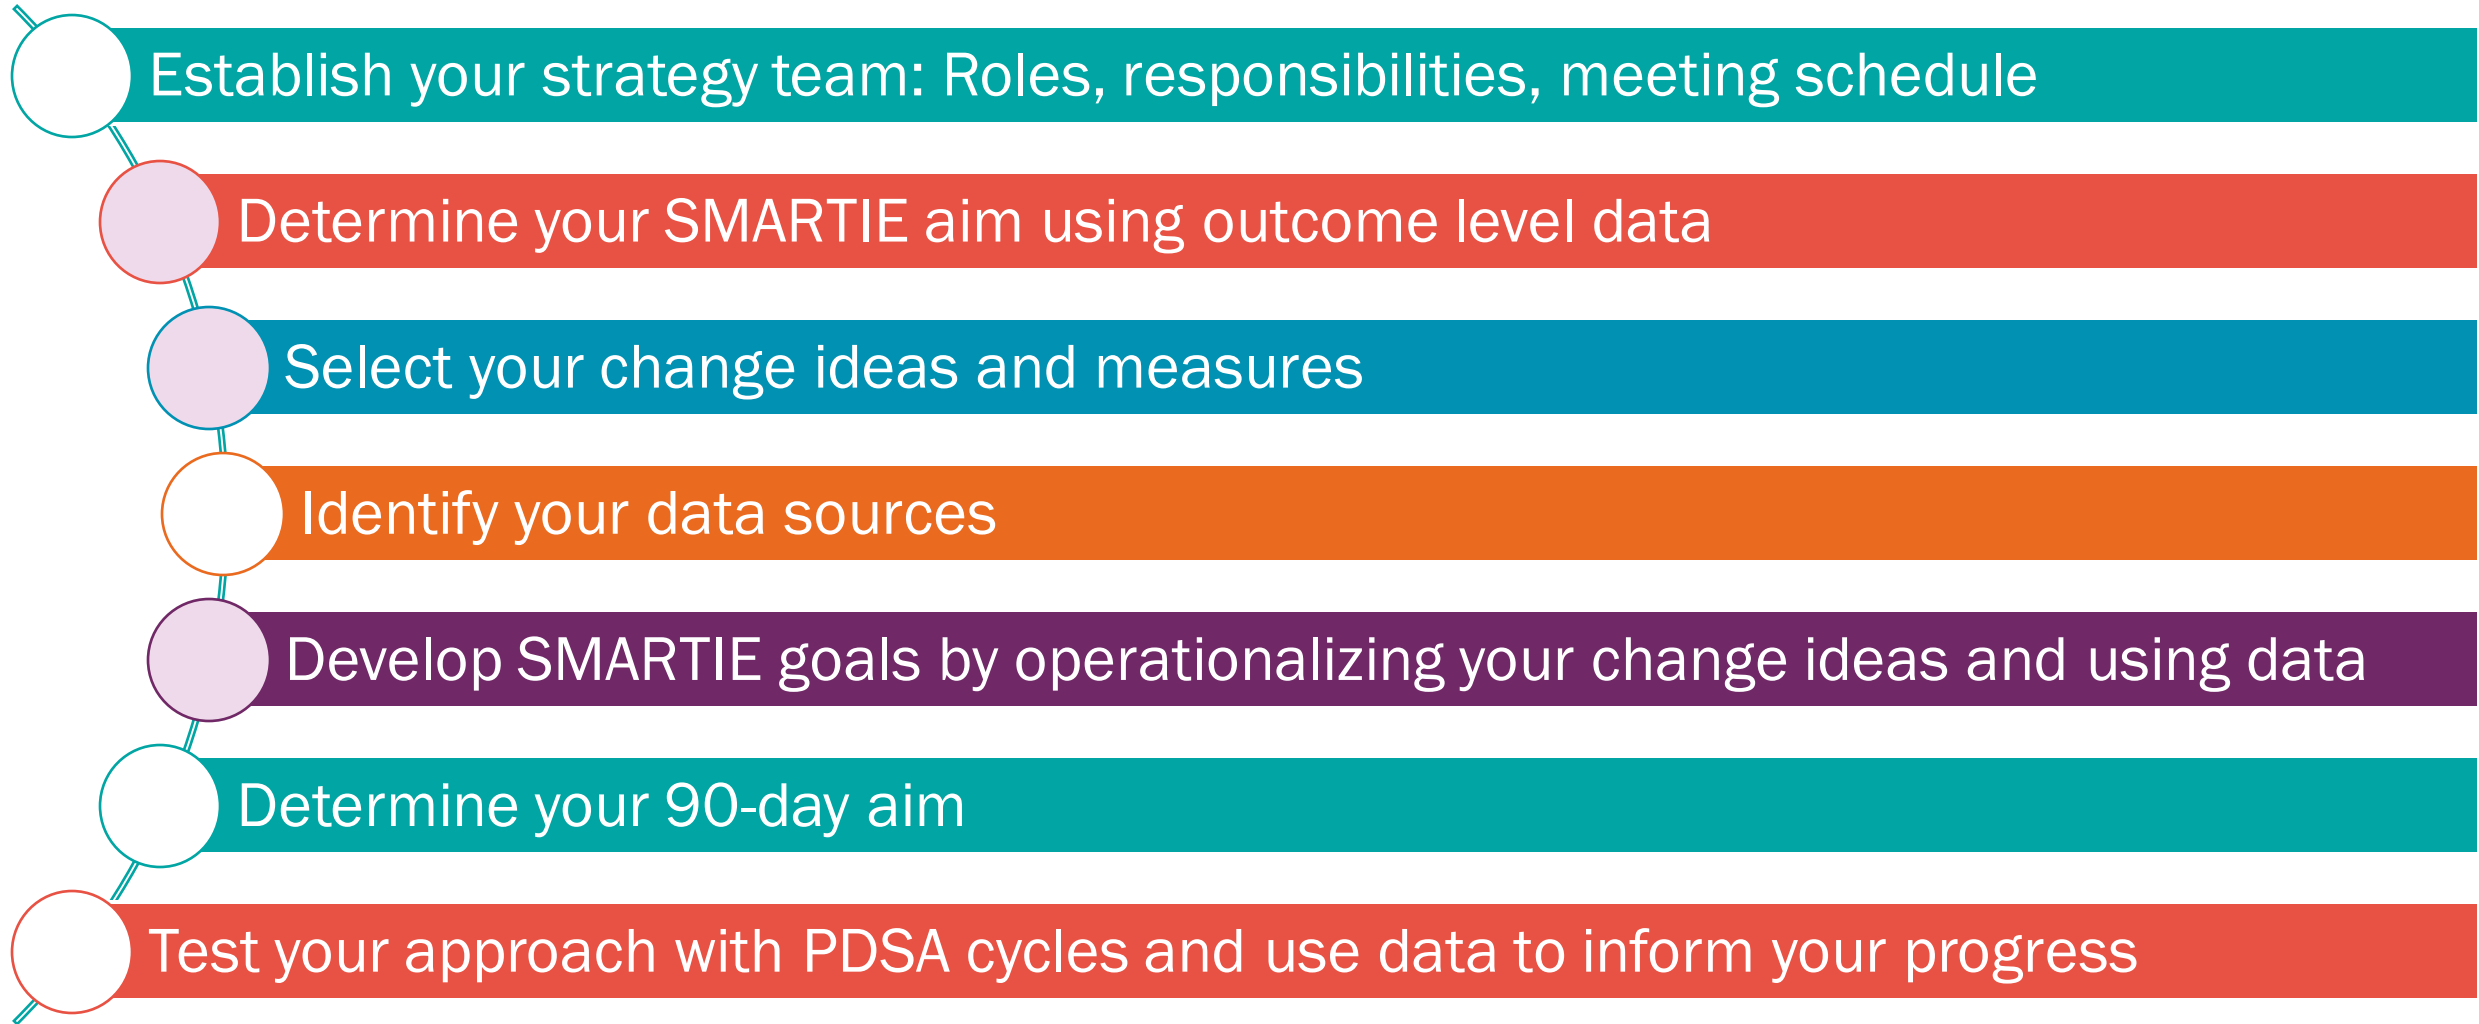 Establish your strategy team: Roles, responsibilities, meeting schedule
Determine your SMARTIE aim using outcome level data
Select your change ideas and measures
Identify your data sources
Develop SMARTIE goals by operationalizing your change ideas and using data
Determine your 90-day aim
Test your approach with PDSA cycles and use data to inform your progress